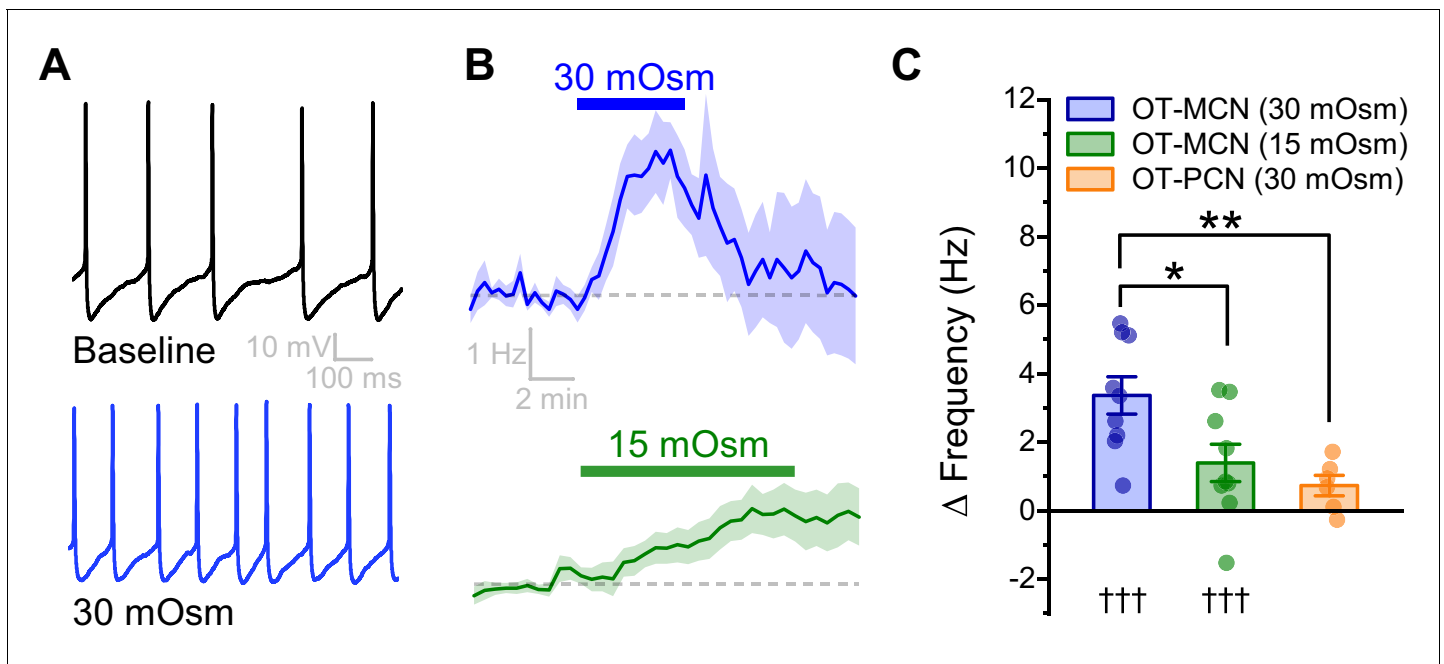 A
Baseline
10 mV
100 ms
30 mOsm
B
30 mOsm
1 Hz
2 min
15 mOsm
C
OT-MCN (30 mOsm)
OT-MCN (15 mOsm)
OT-PCN (30 mOsm)
Δ Frequency (Hz)
12
10
8
6
4
2
0
-2
**
*
††† †††